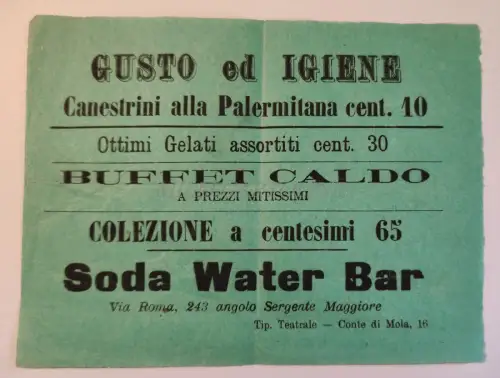 GUSTO ed IGIENE
Canestrini alla Palermitana cent. 10
Ottimi Gelati assortiti cent. 30
BUFFET CALDO
A PREZZI MITISSIMI
COLEZIONE a centesimi 65
Soda Water Bar
Via Roma, 243 angolo Sergente Maggiore
Tip. Teatrale — Conte di Mola, 16